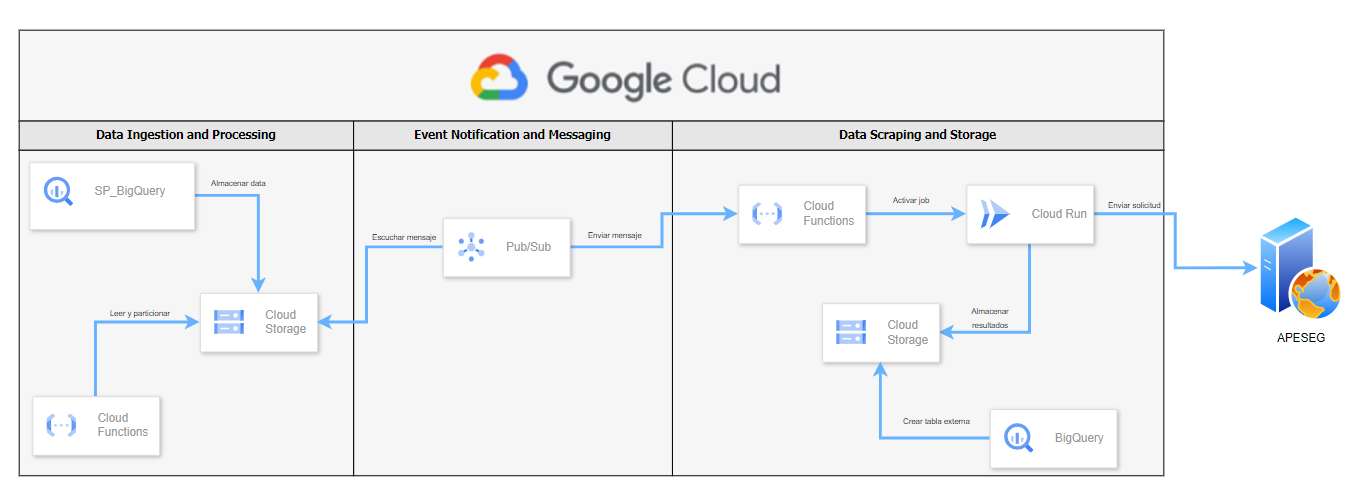 Google Cloud
Data Ingestion and Processing
Event Notification and Messaging
Data Scraping and Storage
SP_BigQuery
Almacenar data
Leer y particionar
Cloud
Storage
Cloud
Functions
Escuchar mensaje
Pub/Sub
Enviar mensaje
Cloud
Functions
Activar job
Cloud Run
Enviar solicitud
Almacenar
resultados
Cloud
Storage
Crear tabla externa
BigQuery
APESEG